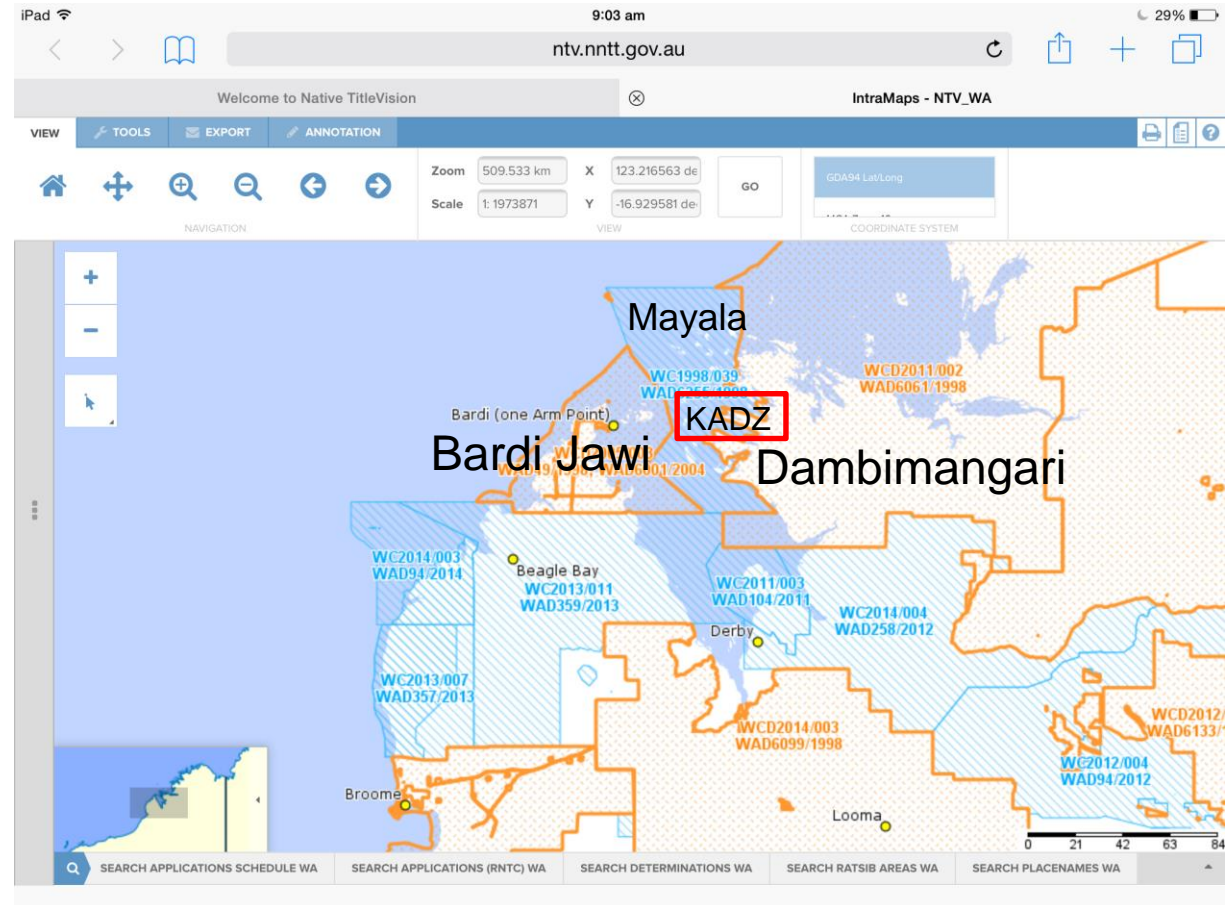 iPad 9:03 am 29%
ntv.nntt.gov.au
Welcome to Native TitleVision IntraMaps - NTV_WA
VIEW TOOLS EXPORT ANNOTATION
Zoom 509.533 km X 123.216563 de GO
GDA94 Lat/Long
Scale 1: 1973871 Y -16.929581 de
NAVIGATION VIEW COORDINATE SYSTEM
Mayala
WC1998/039
WCD2011/002
WAD6061/1998
KADZ
Bardi (one Arm Point)
Bardi Jawi
Dambimangari
WC2014/003
WAD94/2014
Beagle Bay
WC2013/011
WAD359/2013
WC2011/003
WAD104/2011
WC2014/004
WAD258/2012
Derby
WC2013/007
WAD357/2013
WCD2014/003
WAD6099/1998
WCD2012/
WAD6133/
WC2012/004
WAD94/2012
Broome
Looma
0 21 42 63 84
SEARCH APPLICATIONS SCHEDULE WA SEARCH APPLICATIONS (RNTC) WA SEARCH DETERMINATIONS WA SEARCH RATSIB AREAS WA SEARCH PLACENAMES WA